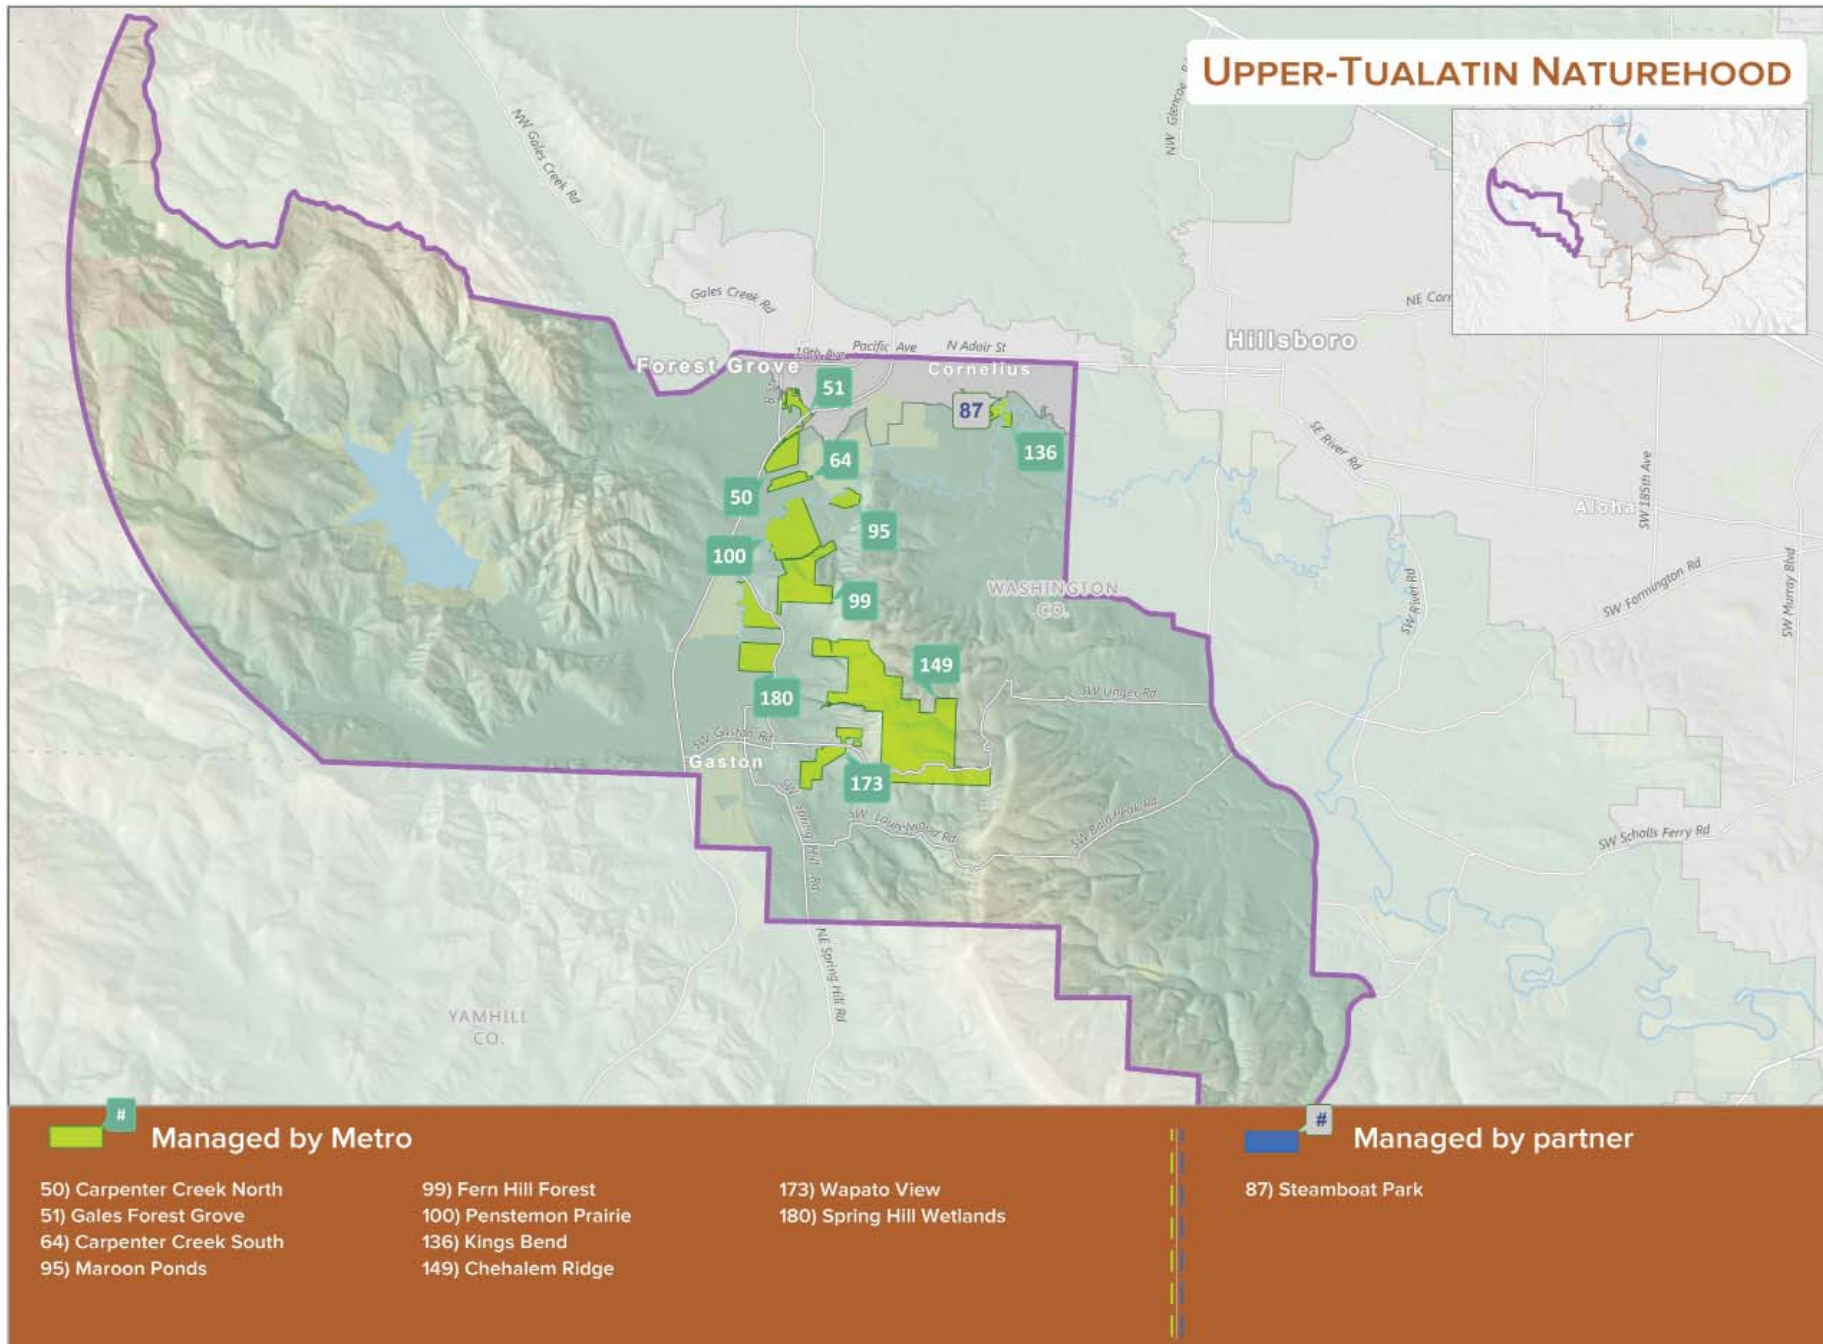 UPPER-TUALATIN NATUREHOOD
NW Gales Creek Rd
NW Glencoe
Gales Creek Rd
NE Corn
19th Ave
Pacific Ave
N Adair St
Hillsboro
Forest Grove
Cornelius
51
87
136
64
50
95
100
99
149
180
173
SE River Rd
Aloha
SW 185th Ave
WASHINGTON
CO.
SW River Rd
SW Farmington Rd
SW Murray Blvd
SW Unger Rd
SW Gaston Rd
Gaston
SW Spring Hill Rd
SW Laurelwood Rd
SW Bald Peak Rd
SW Scholls Ferry Rd
NE Spring Hill Rd
YAMHILL
CO.
# Managed by Metro
50) Carpenter Creek North
51) Gales Forest Grove
64) Carpenter Creek South
95) Maroon Ponds
99) Fern Hill Forest
100) Penstemon Prairie
136) Kings Bend
149) Chehalem Ridge
173) Wapato View
180) Spring Hill Wetlands
# Managed by partner
87) Steamboat Park